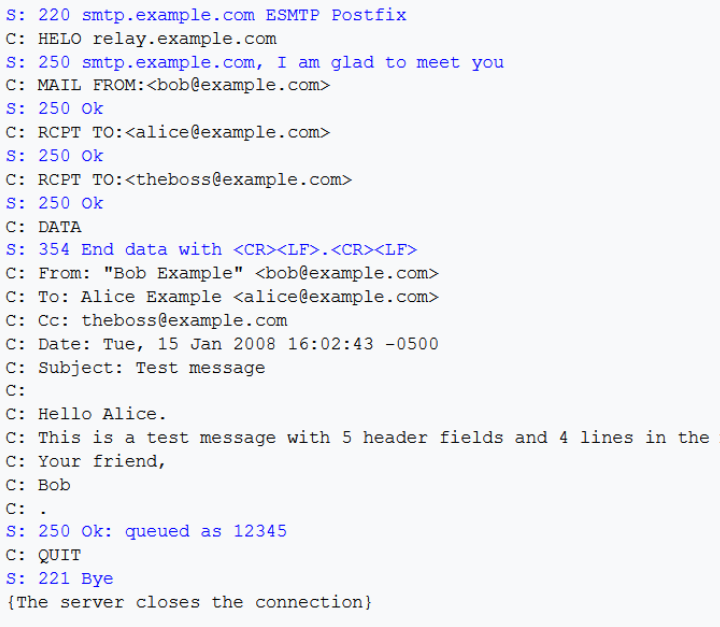 S: 220 smtp.example.com ESMTP Postfix
C: HELO relay.example.com
S: 250 smtp.example.com, I am glad to meet you
C: MAIL FROM:<bob@example.com>
S: 250 Ok
C: RCPT TO:<alice@example.com>
S: 250 Ok
C: RCPT TO:<theboss@example.com>
S: 250 Ok
C: DATA
S: 354 End data with <CR><LF>.<CR><LF>
C: From: "Bob Example" <bob@example.com>
C: To: Alice Example <alice@example.com>
C: Cc: theboss@example.com
C: Date: Tue, 15 Jan 2008 16:02:43 -0500
C: Subject: Test message
C:
C: Hello Alice.
C: This is a test message with 5 header fields and 4 lines in the
C: Your friend,
C: Bob
C: .
S: 250 Ok: queued as 12345
C: QUIT
S: 221 Bye
{The server closes the connection}